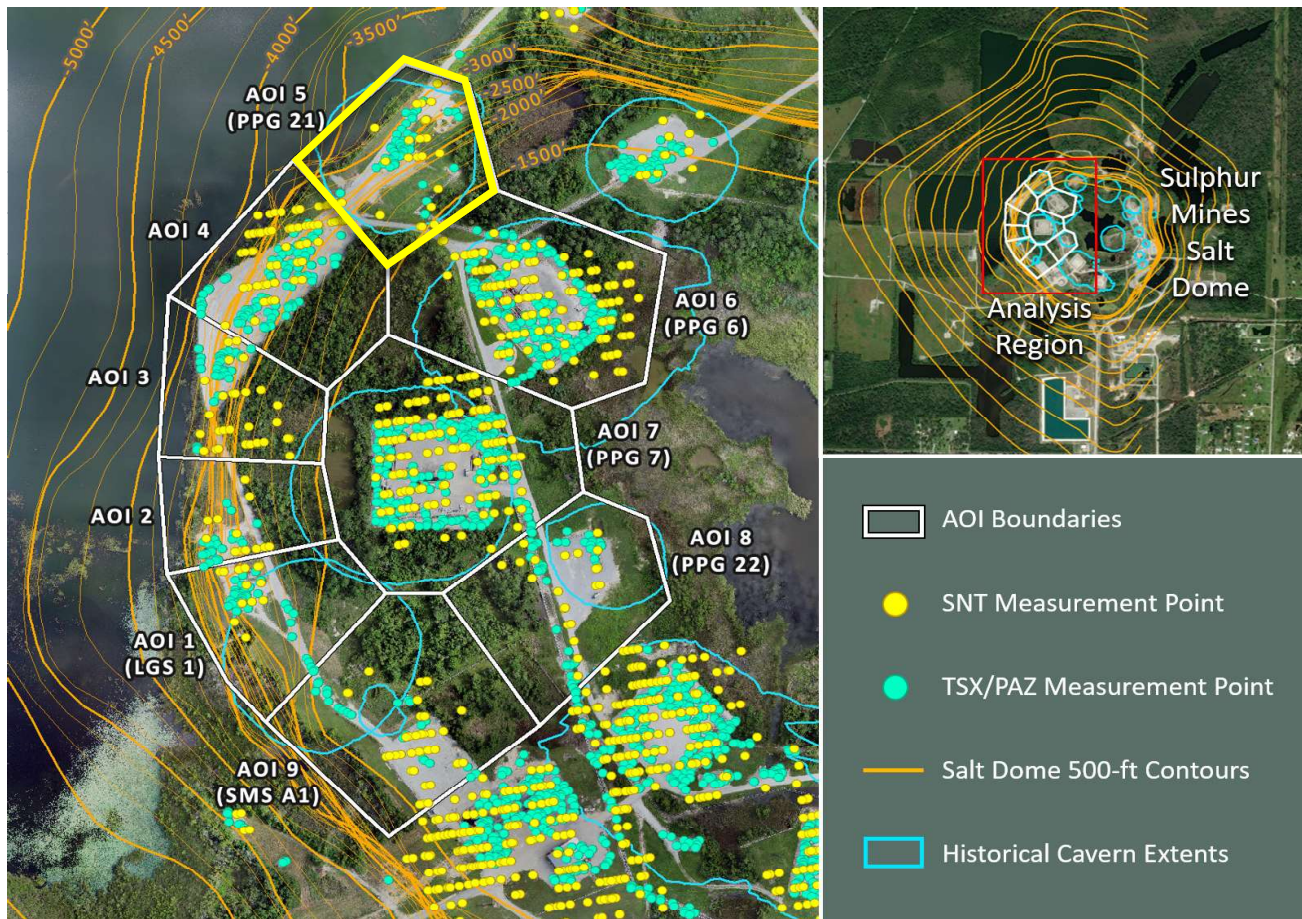 -5000'
-4500'
-4000'
-3500'
-3000'
-2500'
-2000'
-1500'
AOI 5
(PPG 21)
AOI 4
AOI 3
AOI 2
AOI 1
(LGS 1)
AOI 9
(SMS A1)
AOI 6
(PPG 6)
AOI 7
(PPG 7)
AOI 8
(PPG 22)
Sulphur
Mines
Salt
Dome
Analysis
Region
AOI Boundaries
SNT Measurement Point
TSX/PAZ Measurement Point
Salt Dome 500-ft Contours
Historical Cavern Extents